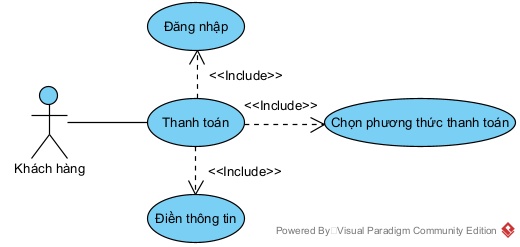 Đăng nhập
<<Include>>
<<Include>>
Thanh toán
Chọn phương thức thanh toán
Khách hàng
<<Include>>
Điền thông tin
Powered By Visual Paradigm Community Edition